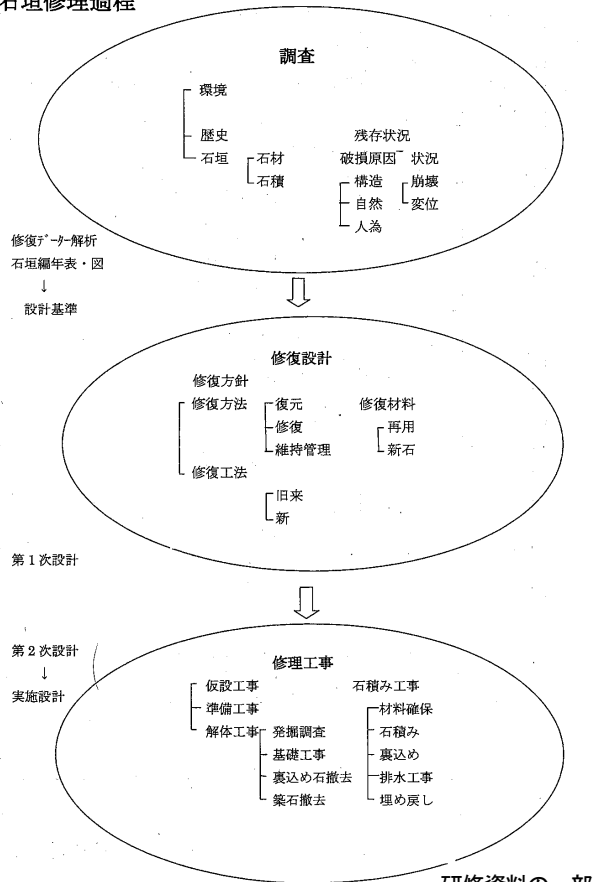 石垣修理過程
調査
環境
歴史
石垣
石材
石積
残存状況
破損原因 状況
構造
自然
人為
崩壊
変位
修復データー解析
石垣編年表・図
↓
設計基準
修復設計
修復方針
修復方法
復元
修復
維持管理
修復材料
再用
新石
修復工法
旧来
新
第1次設計
第2次設計
↓
実施設計
修理工事
仮設工事
準備工事
解体工事
発掘調査
基礎工事
裏込め石撤去
築石撤去
石積み工事
材料確保
石積み
裏込め
排水工事
埋め戻し